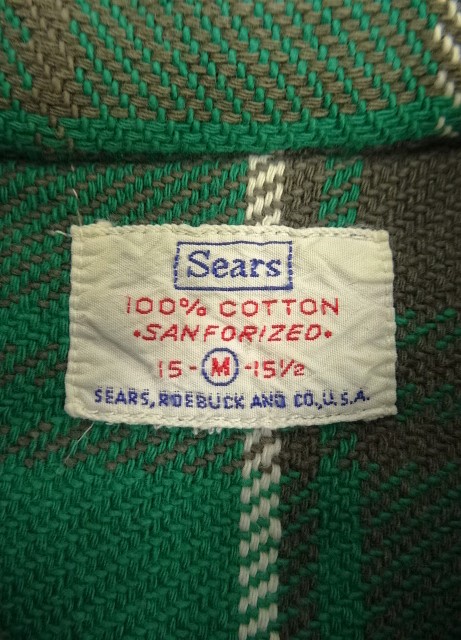 Sears
100% COTTON
•SANFORIZED•
15-M-15½
SEARS, ROEBUCK AND CO., U.S.A.